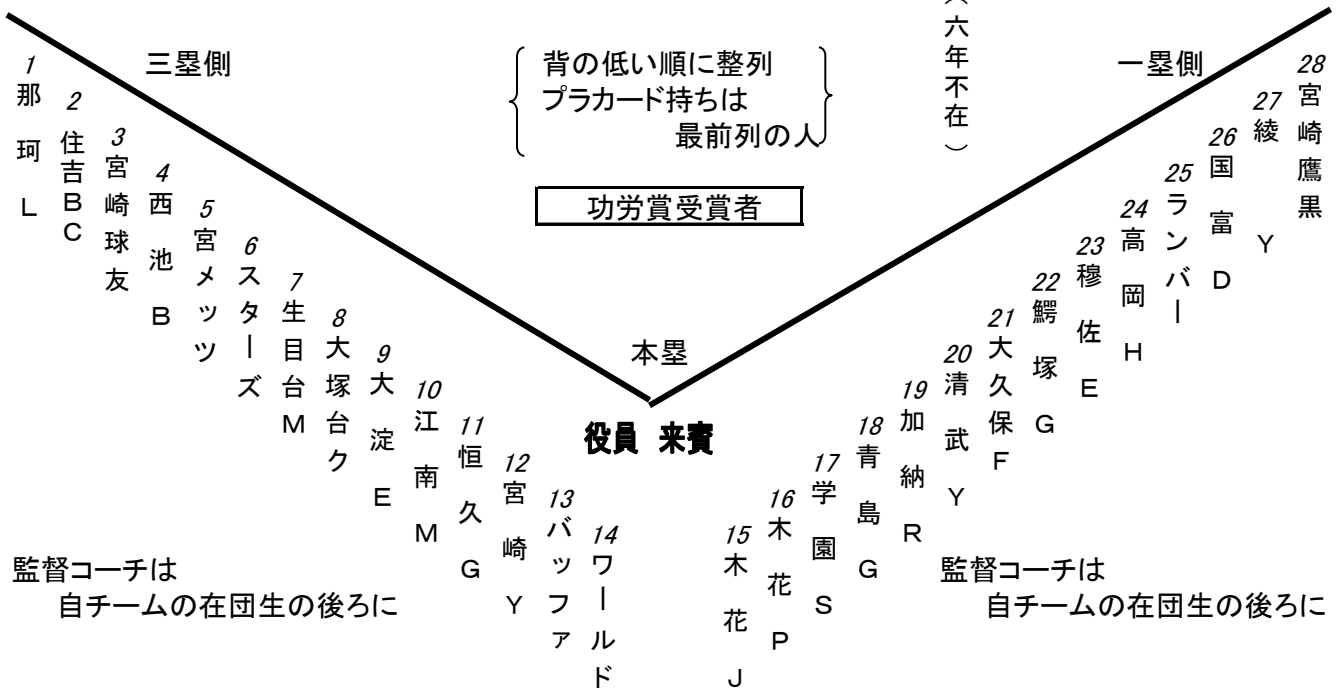 （六年不在）
三塁側
背の低い順に整列
プラカード持ちは
最前列の人
一塁側
功労賞受賞者
1 那珂L
2 住吉BC
3 宮崎球友
4 西池B
5 宮メッツ
6 スターズ
7 生目台M
8 大塚台ク
9 大淀E
10 江南M
11 恒久G
12 宮崎Y
13 バッファ
14 ワールド
本塁
役員 来賓
15 木花J
16 木花P
17 学園S
18 青島G
19 加納R
20 清武Y
21 大久保F
22 鰐塚G
23 穆佐E
24 高岡H
25 ランバー
26 国富D
27 綾Y
28 宮崎鷹黒
監督コーチは
自チームの在団生の後ろに
監督コーチは
自チームの在団生の後ろに